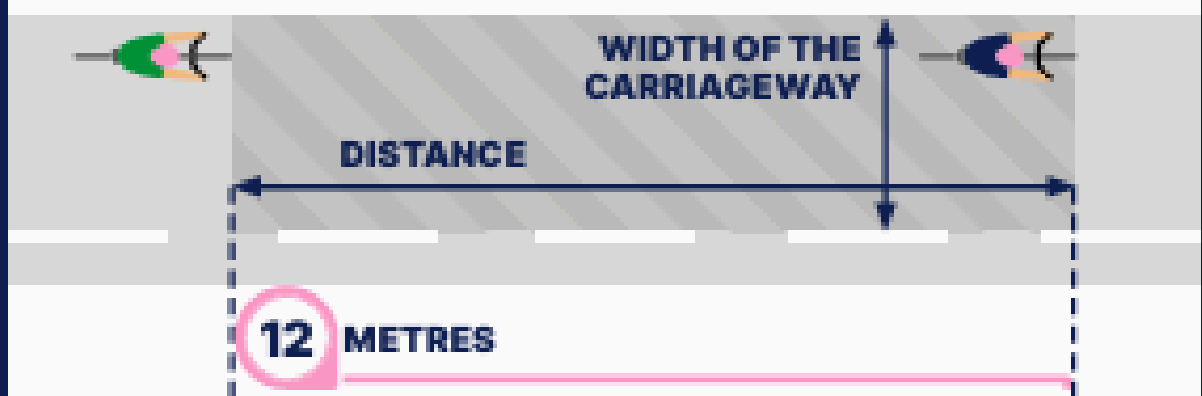 WIDTH OF THE
CARRIAGEWAY
DISTANCE
12 METRES